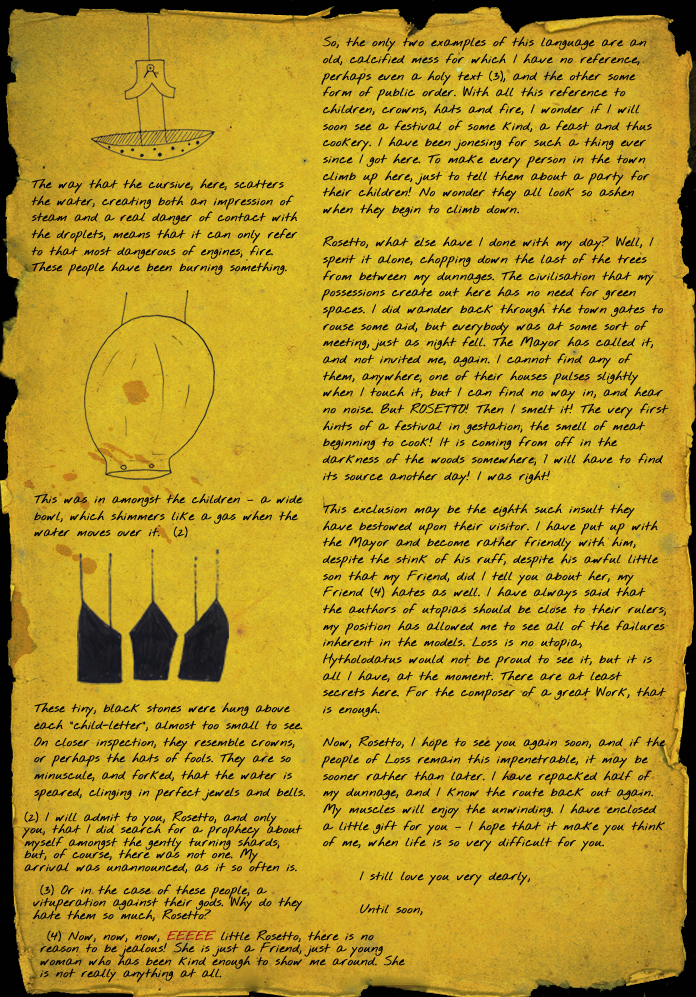 The way that the cursive, here, scatters
the water, creating both an impression of
steam and a real danger of contact with
the droplets, means that it can only refer
to that most dangerous of engines, fire.
These people have been burning something.
This was in amongst the children - a wide
bowl, which shimmers like a gas when the
water moves over it. (2)
These tiny, black stones were hung above
each "child-letter", almost too small to see.
On closer inspection, they resemble crowns,
or perhaps the hats of fools. They are so
minuscule, and forked, that the water is
speared, clinging in perfect jewels and bells.
(2) I will admit to you, Rosetto, and only
you, that I did search for a prophecy about
myself amongst the gently turning shards,
but, of course, there was not one. My
arrival was unannounced, as it so often is.
(3) Or in the case of these people, a
vituperation against their gods. Why do they
hate them so much, Rosetto?
(4) Now, now, now, EEEEE little Rosetto, there is no
reason to be jealous! She is just a Friend, just a young
woman who has been kind enough to show me around. She
is not really anything at all.
So, the only two examples of this language are an
old, calcified mess for which I have no reference,
perhaps even a holy text (3), and the other some
form of public order. With all this reference to
children, crowns, hats and fire, I wonder if I will
soon see a festival of some kind, a feast and thus
cookery. I have been jonesing for such a thing ever
since I got here. To make every person in the town
climb up here, just to tell them about a party for
their children! No wonder they all look so ashen
when they begin to climb down.
Rosetto, what else have I done with my day? Well, I
spent it alone, chopping down the last of the trees
from between my dunnages. The civilisation that my
possessions create out here has no need for green
spaces. I did wander back through the town gates to
rouse some aid, but everybody was at some sort of
meeting, just as night fell. The Mayor has called it,
and not invited me, again. I cannot find any of
them, anywhere, one of their houses pulses slightly
when I touch it, but I can find no way in, and hear
no noise. But ROSETTO! Then I smelt it! The very first
hints of a festival in gestation, the smell of meat
beginning to cook! It is coming from off in the
darkness of the woods somewhere, I will have to find
its source another day! I was right!
This exclusion may be the eighth such insult they
have bestowed upon their visitor. I have put up with
the Mayor and become rather friendly with him,
despite the stink of his ruff, despite his awful little
son that my Friend, did I tell you about her, my
Friend (4) hates as well. I have always said that
the authors of utopias should be close to their rulers,
my position has allowed me to see all of the failures
inherent in the models. Loss is no utopia,
Hytholodatus would not be proud to see it, but it is
all I have, at the moment. There are at least
secrets here. For the composer of a great Work, that
is enough.
Now, Rosetto, I hope to see you again soon, and if the
people of Loss remain this impenetrable, it may be
sooner rather than later. I have repacked half of
my dunnage, and I know the route back out again.
My muscles will enjoy the unwinding. I have enclosed
a little gift for you - I hope that it make you think
of me, when life is so very difficult for you.
I still love you very dearly,
Until soon,